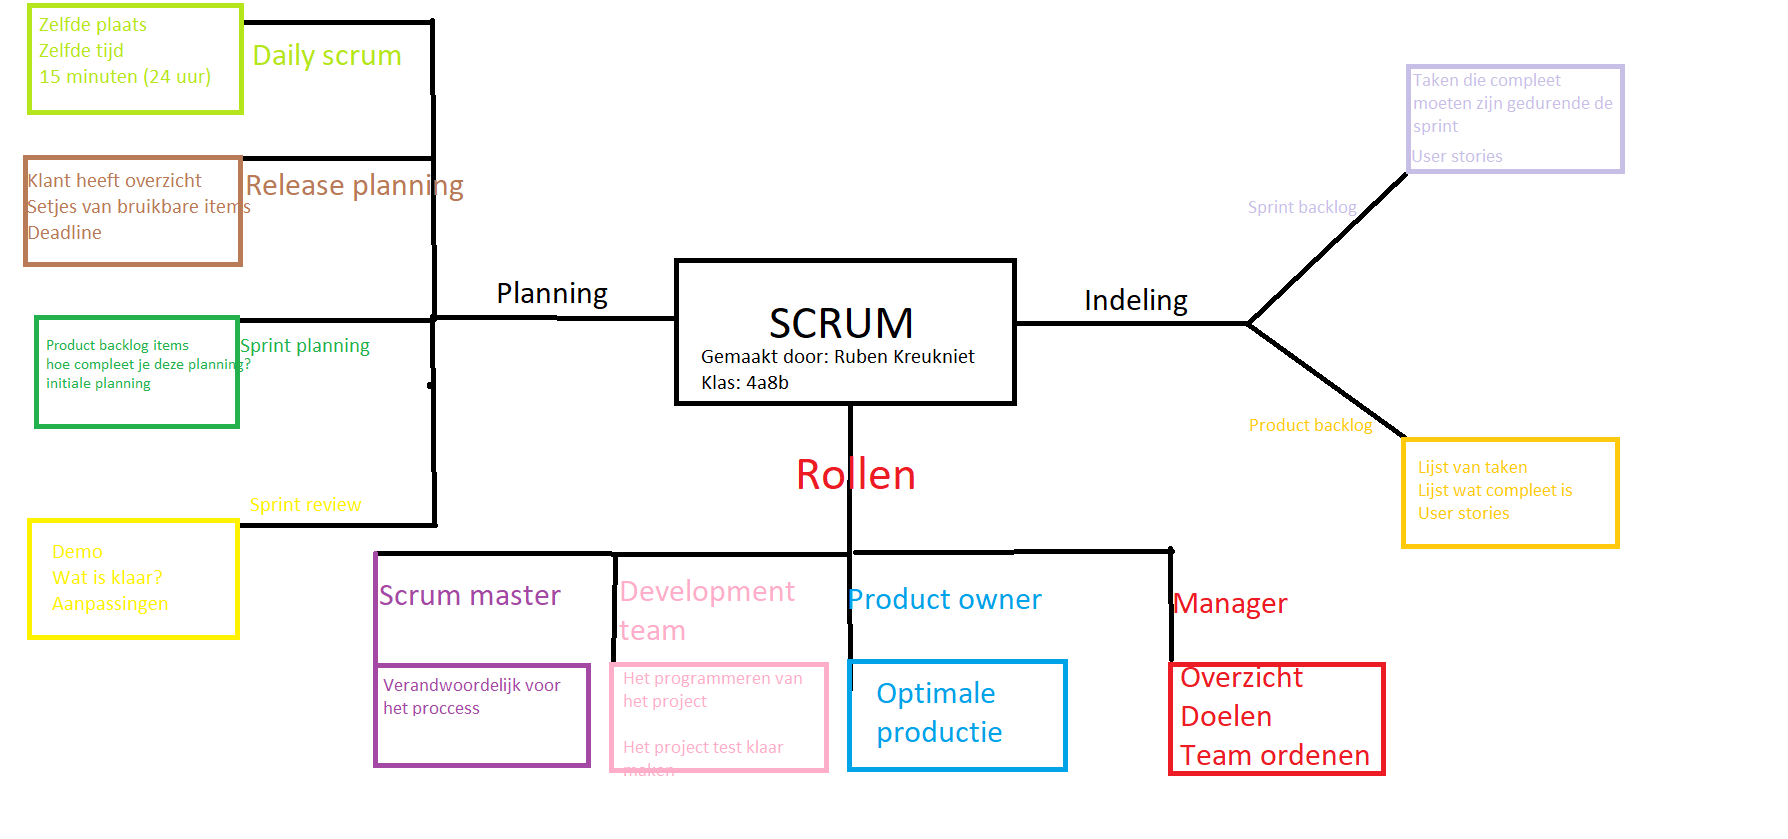 Zelfde plaats
Zelfde tijd
15 minuten (24 uur)
Daily scrum
Klant heeft overzicht
Setjes van bruikbare items
Deadline
Release planning
Product backlog items
hoe compleet je deze planning?
initiale planning
Sprint planning
Sprint review
Demo
Wat is klaar?
Aanpassingen
Planning
SCRUM
Gemaakt door: Ruben Kreukniet
Klas: 4a8b
Indeling
Sprint backlog
Taken die compleet
moeten zijn gedurende de
sprint
User stories
Product backlog
Lijst van taken
Lijst wat compleet is
User stories
Rollen
Scrum master
Verandwoordelijk voor
het proccess
Development
team
Het programmeren van
het project
Het project test klaar
maken
Product owner
Optimale
productie
Manager
Overzicht
Doelen
Team ordenen